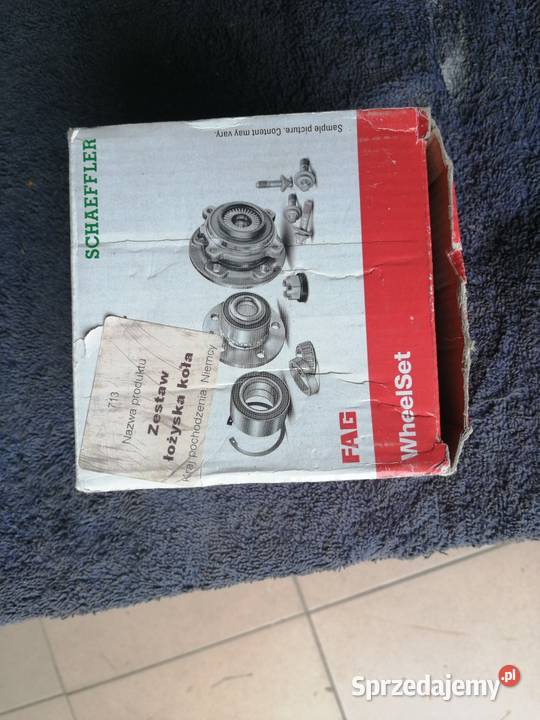 SCHAEFFLER
Sample picture. Content may vary.
713
Nazwa produktu
Zestaw
łożyska koła
Kraj pochodzenia: Niemcy
FAG
WheelSet
Sprzedajemy.pl